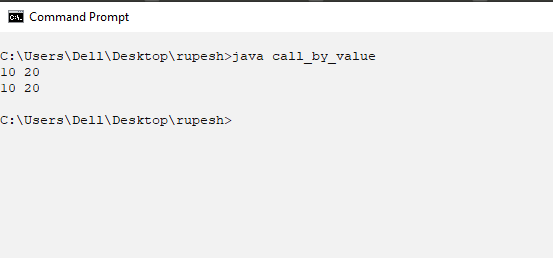 Command Prompt
C:\Users\Dell\Desktop\rupesh>java call_by_value
10 20
10 20
C:\Users\Dell\Desktop\rupesh>